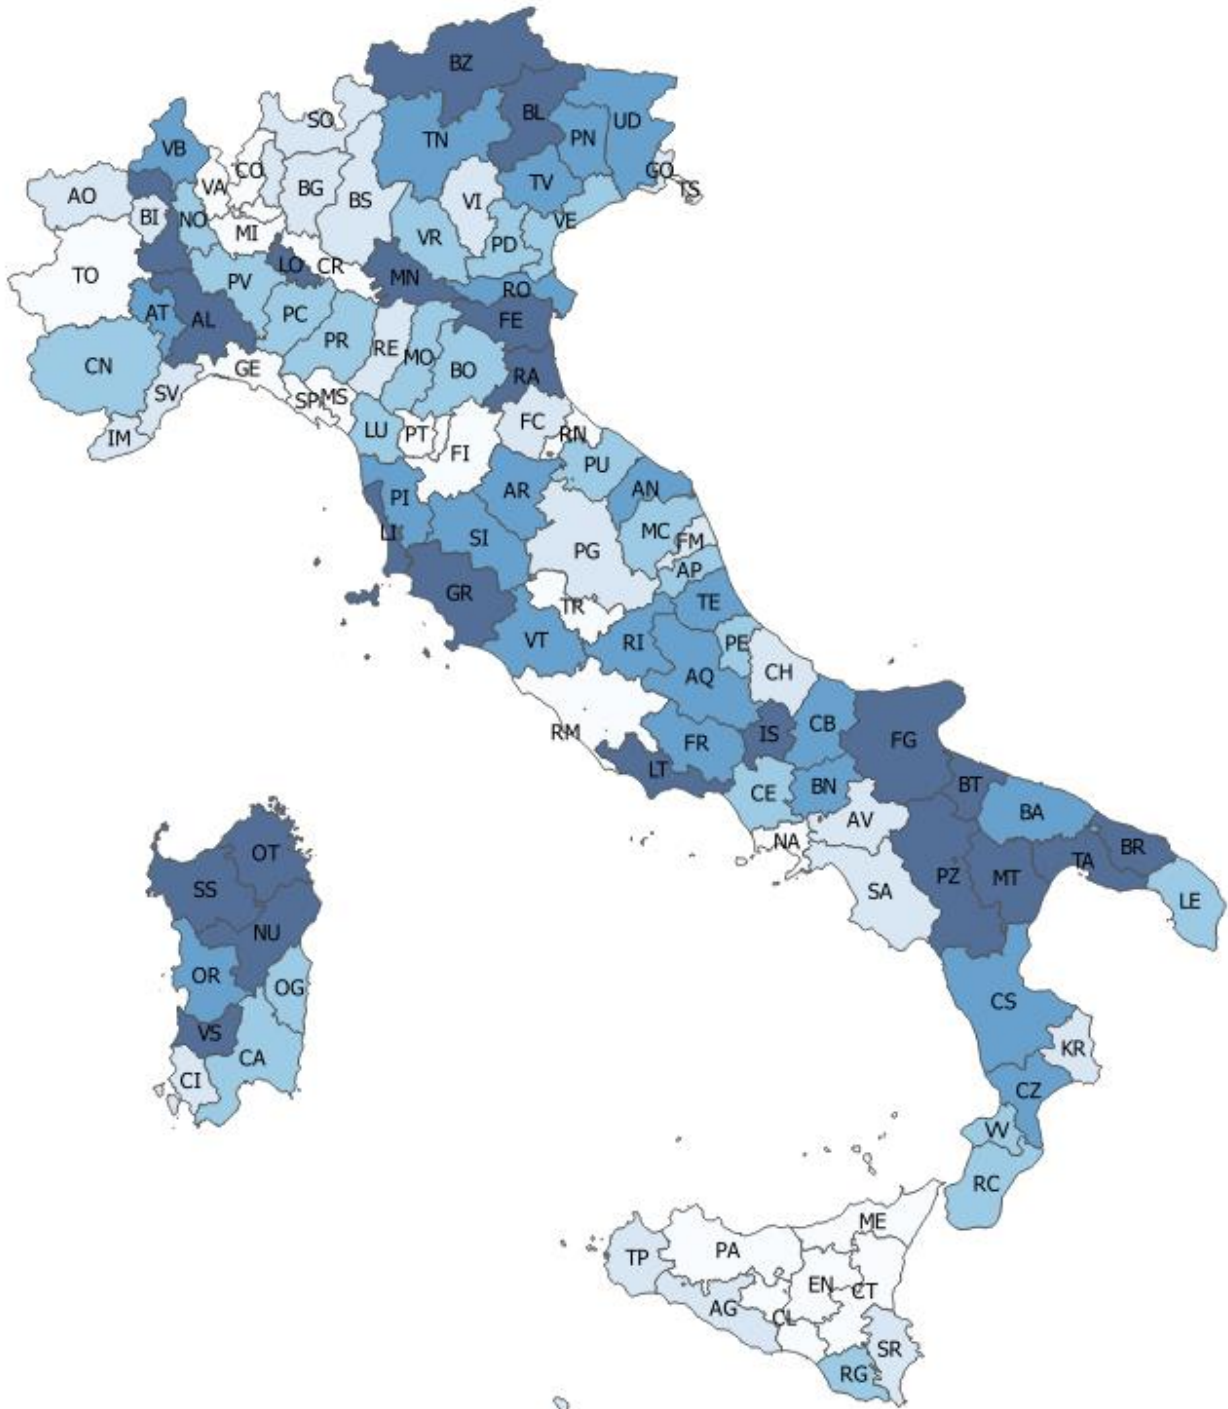 BZ
BL
SO
TN
PN
UD
VB
CO
GO
VA
BG
TV
TS
AO
BI
NO
BS
VI
VE
MI
VR
PD
TO
PV
LO
CR
MN
RO
AT
AL
PC
FE
CN
PR
RE
MO
BO
RA
GE
SV
SP
MS
FC
IM
LU
PT
FI
RN
PU
PI
AR
AN
LI
SI
MC
FM
PG
AP
GR
TR
TE
VT
RI
PE
AQ
CH
RM
FR
IS
CB
FG
LT
CE
BN
BT
BA
NA
AV
OT
SS
PZ
MT
TA
BR
SA
LE
NU
OR
OG
CS
VS
CA
CI
KR
CZ
VV
RC
ME
TP
PA
EN
CT
AG
CL
SR
RG